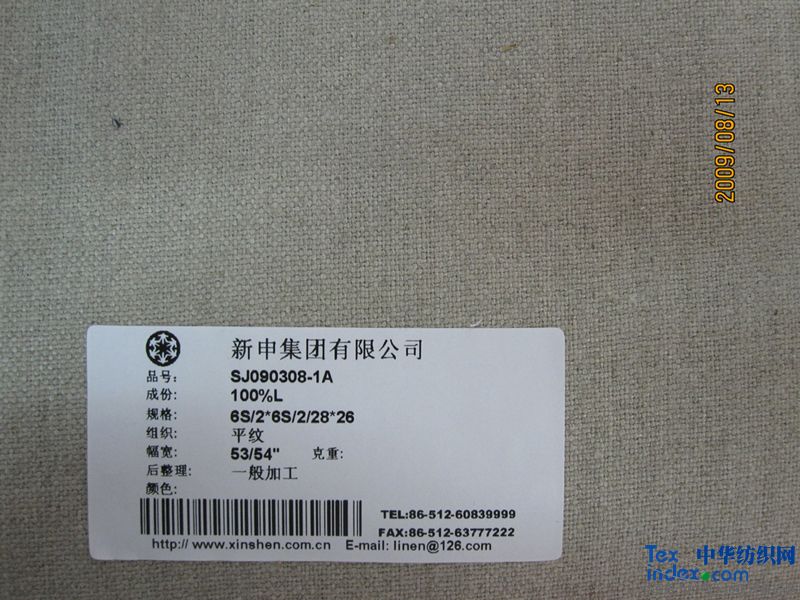 2009/08/13
新申集团有限公司
品号: SJ090308-1A
成份: 100%L
规格: 6S/2*6S/2/28*26
组织: 平纹
幅宽: 53/54" 克重:
后整理: 一般加工
颜色:
TEL:86-512-60839999
FAX:86-512-63777222
http:// www.xinshen.com.cn E-mail: linen@126.com
Tex 中华纺织网
index.com